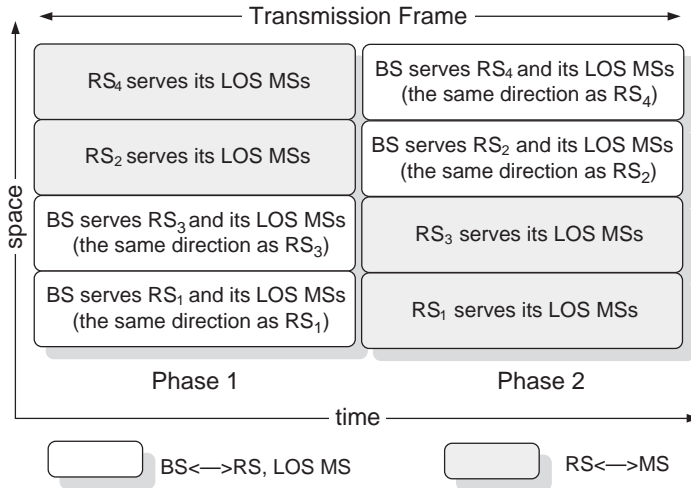 Transmission Frame
RS4 serves its LOS MSs
BS serves RS4 and its LOS MSs
(the same direction as RS4)
RS2 serves its LOS MSs
BS serves RS2 and its LOS MSs
(the same direction as RS2)
space
BS serves RS3 and its LOS MSs
(the same direction as RS3)
RS3 serves its LOS MSs
BS serves RS1 and its LOS MSs
(the same direction as RS1)
RS1 serves its LOS MSs
Phase 1
Phase 2
time
BS<—>RS, LOS MS
RS<—>MS